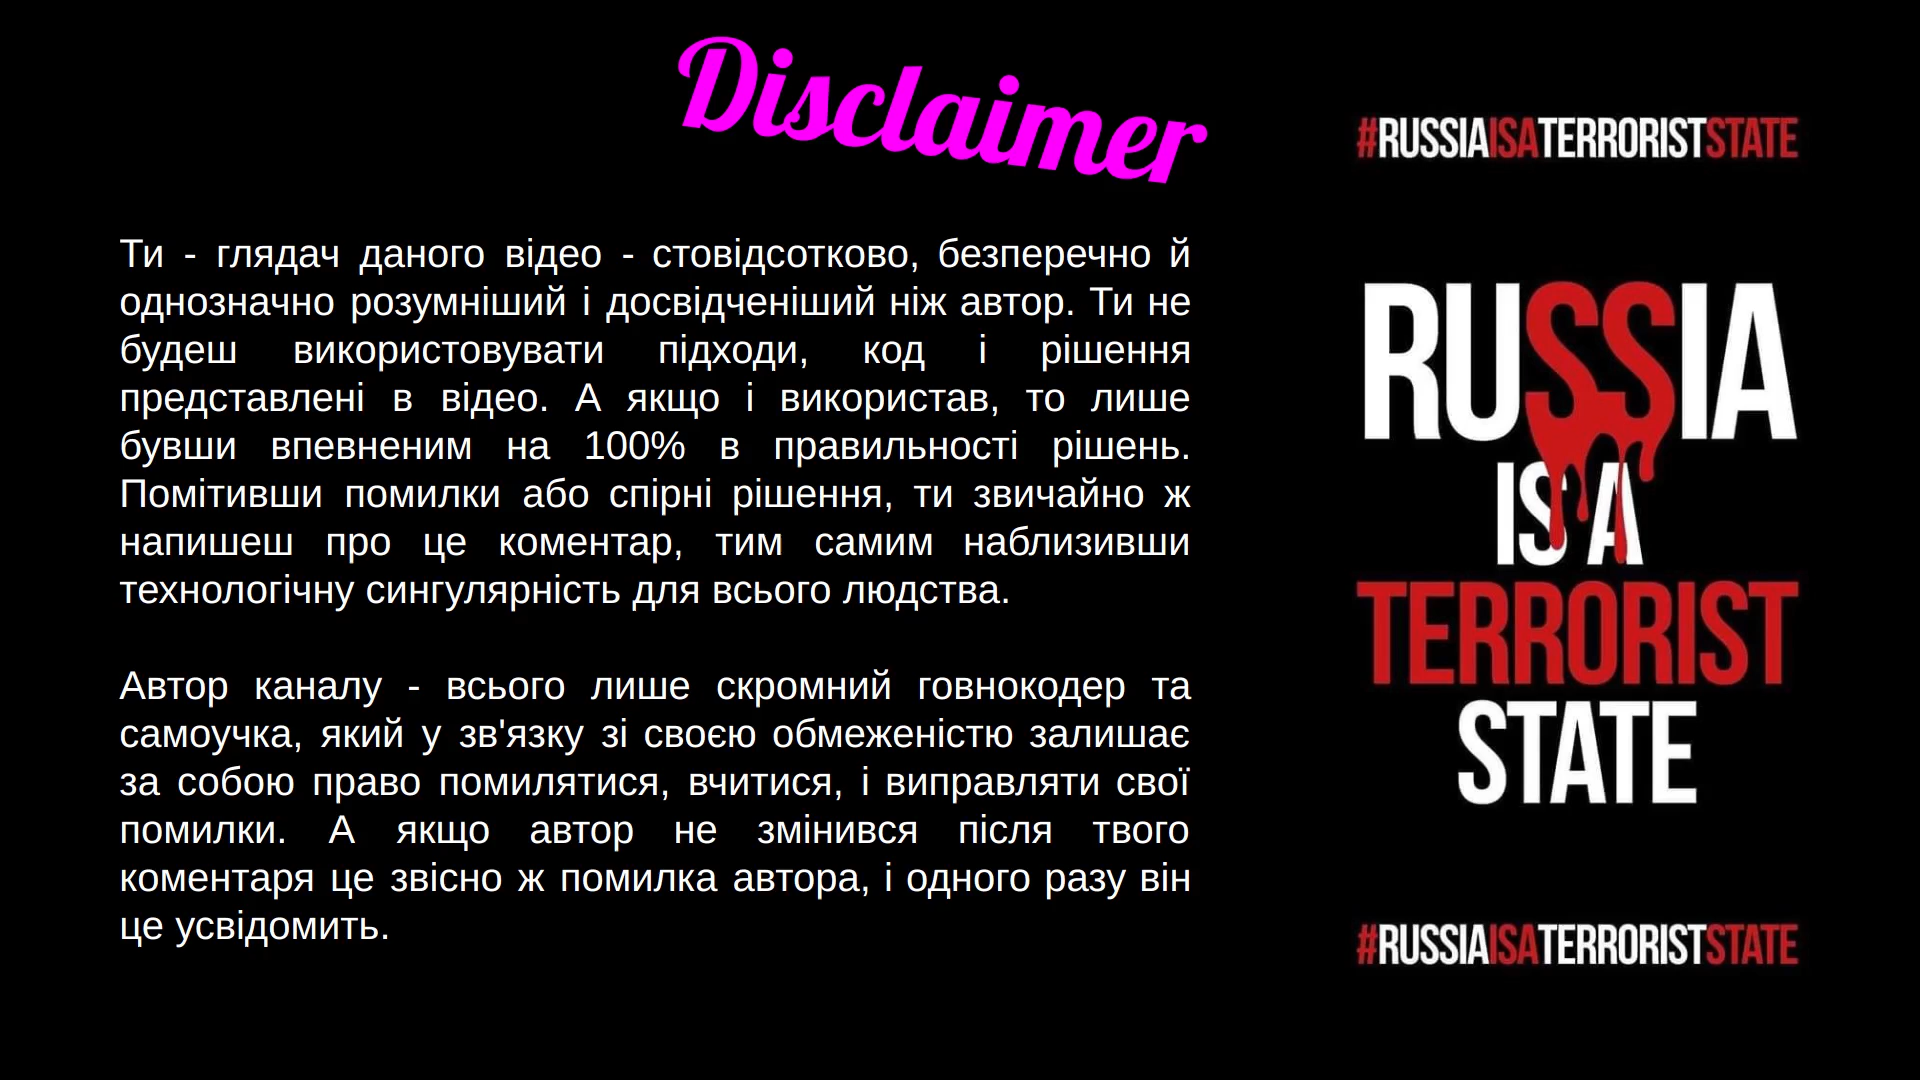 Disclaimer
Ти - глядач даного відео - стовідсотково, безперечно й
однозначно розумніший і досвідченіший ніж автор. Ти не
будеш використовувати підходи, код і рішення
представлені в відео. А якщо і використав, то лише
бувши впевненим на 100% в правильності рішень.
Помітивши помилки або спірні рішення, ти звичайно ж
напишеш про це коментар, тим самим наблизивши
технологічну сингулярність для всього людства.
Автор каналу - всього лише скромний говнокодер та
самоучка, який у зв'язку зі своєю обмеженістю залишає
за собою право помилятися, вчитися, і виправляти свої
помилки. А якщо автор не змінився після твого
коментаря це звісно ж помилка автора, і одного разу він
це усвідомить.
#RUSSIAISATERRORISTSTATE
RUSSIA
IS A
TERRORIST
STATE
#RUSSIAISATERRORISTSTATE